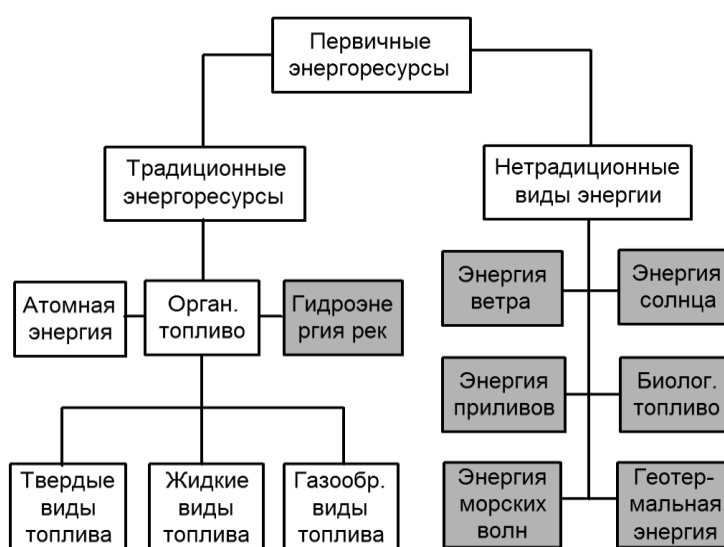 Первичные
энергоресурсы
Традиционные
энергоресурсы
Нетрадиционные
виды энергии
Атомная
энергия
Орган.
топливо
Гидроэне
ргия рек
Энергия
ветра
Энергия
солнца
Энергия
приливов
Биолог.
топливо
Твердые
виды
топлива
Жидкие
виды
топлива
Газообр.
виды
топлива
Энергия
морских
волн
Геотер-
мальная
энергия